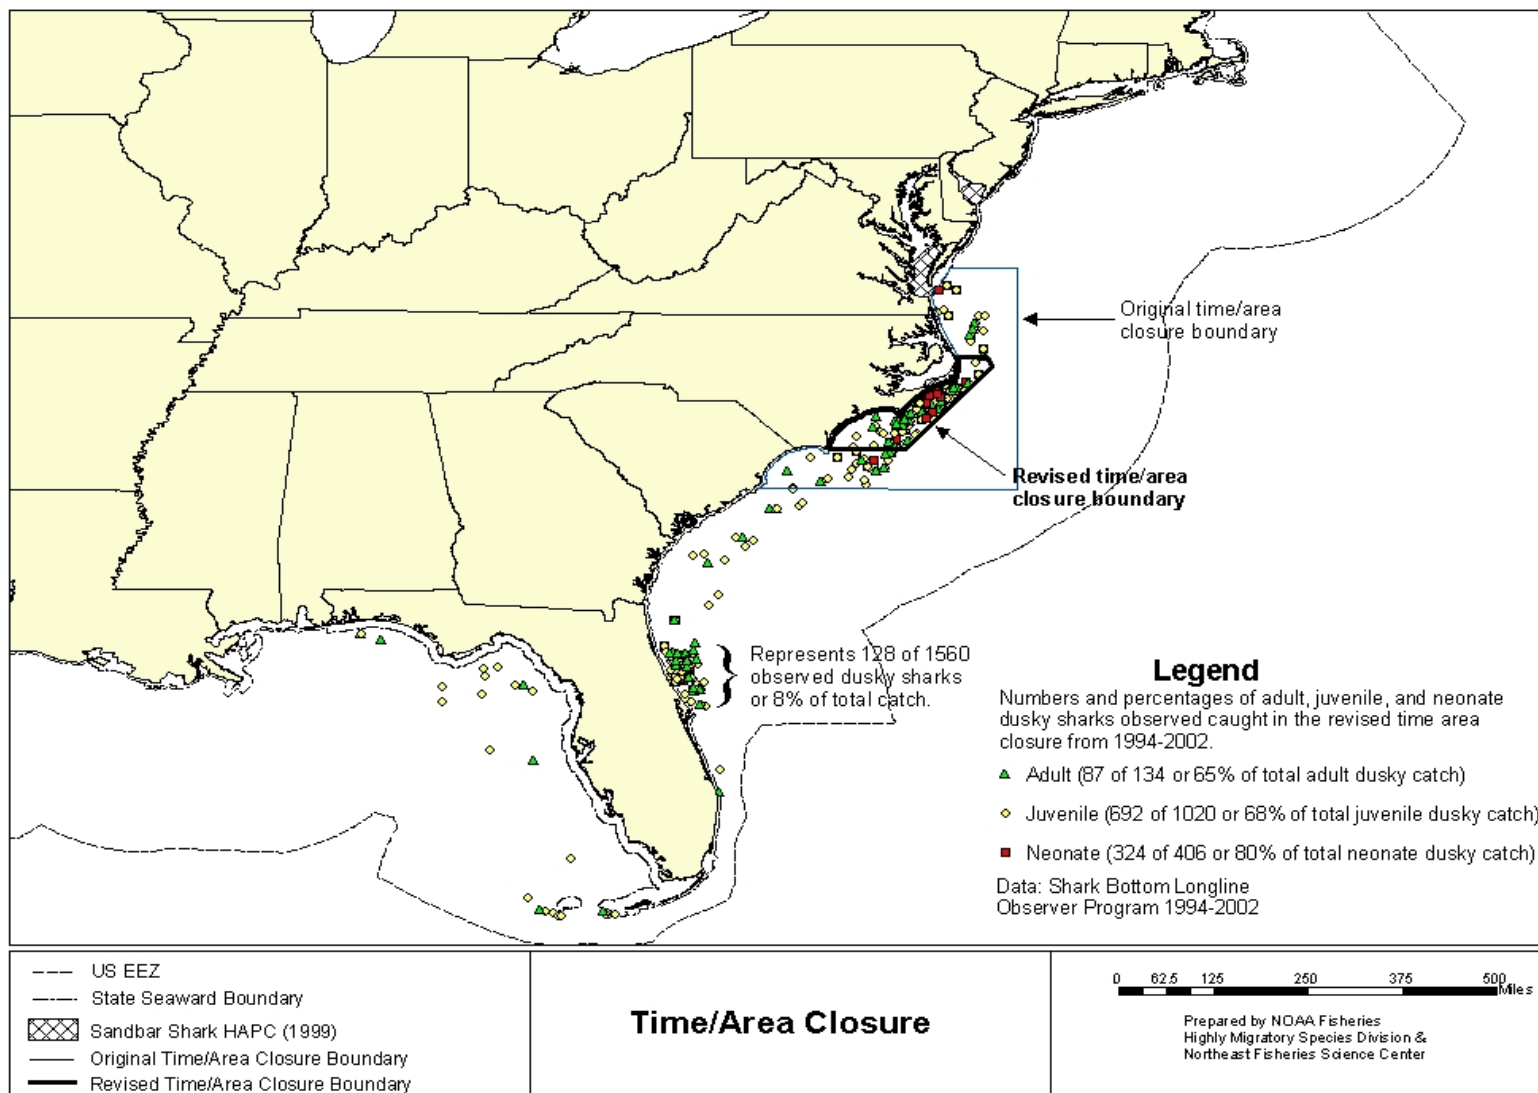 Original time/area
closure boundary
Revised time/area
closure boundary
Represents 128 of 1560
observed dusky sharks
or 8% of total catch.
Legend
Numbers and percentages of adult, juvenile, and neonate
dusky sharks observed caught in the revised time area
closure from 1994-2002.
Adult (87 of 134 or 65% of total adult dusky catch)
Juvenile (692 of 1020 or 68% of total juvenile dusky catch)
Neonate (324 of 406 or 80% of total neonate dusky catch)
Data: Shark Bottom Longline
Observer Program 1994-2002
US EEZ
State Seaward Boundary
Sandbar Shark HAPC (1999)
Original Time/Area Closure Boundary
Revised Time/Area Closure Boundary
Time/Area Closure
0 62.5 125 250 375 500
Miles
Prepared by NOAA Fisheries
Highly Migratory Species Division &
Northeast Fisheries Science Center